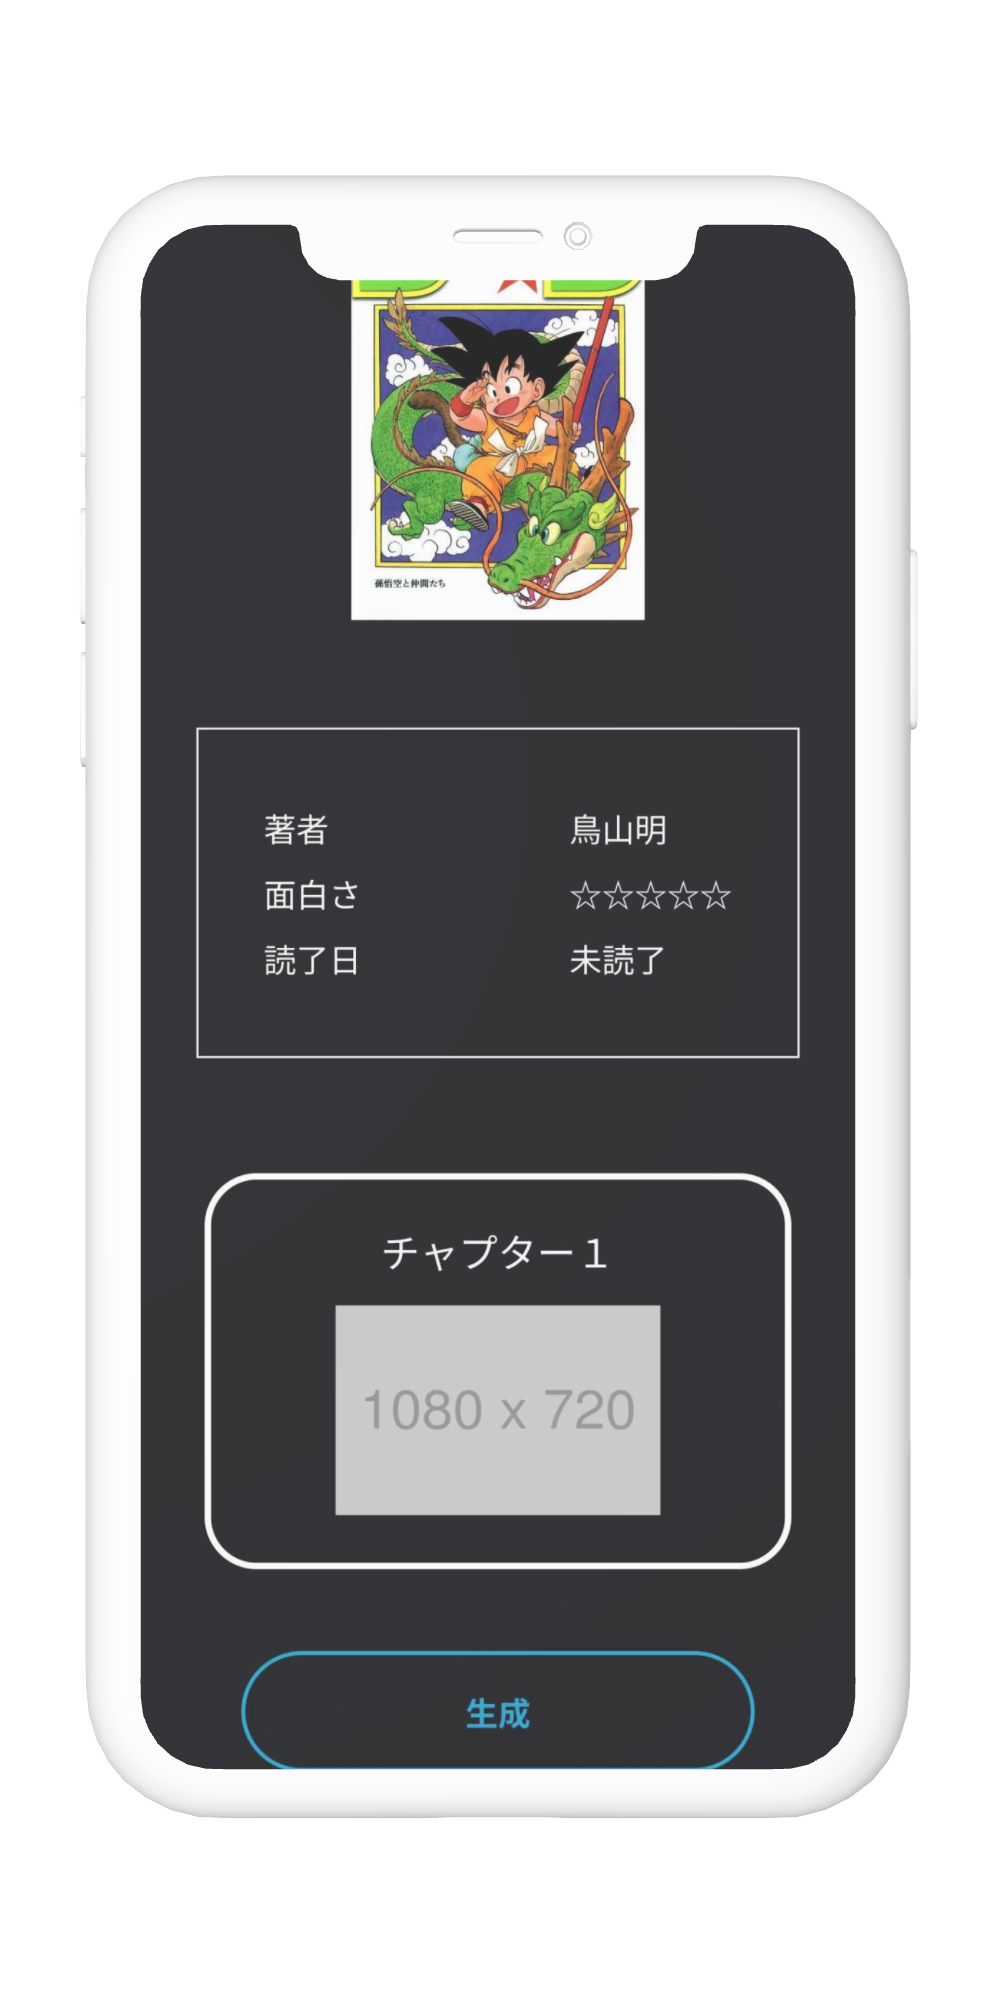 孫悟空と仲間たち
著者 鳥山明
面白さ ☆☆☆☆☆
読了日 未読了
チャプター１
1080 x 720
生成